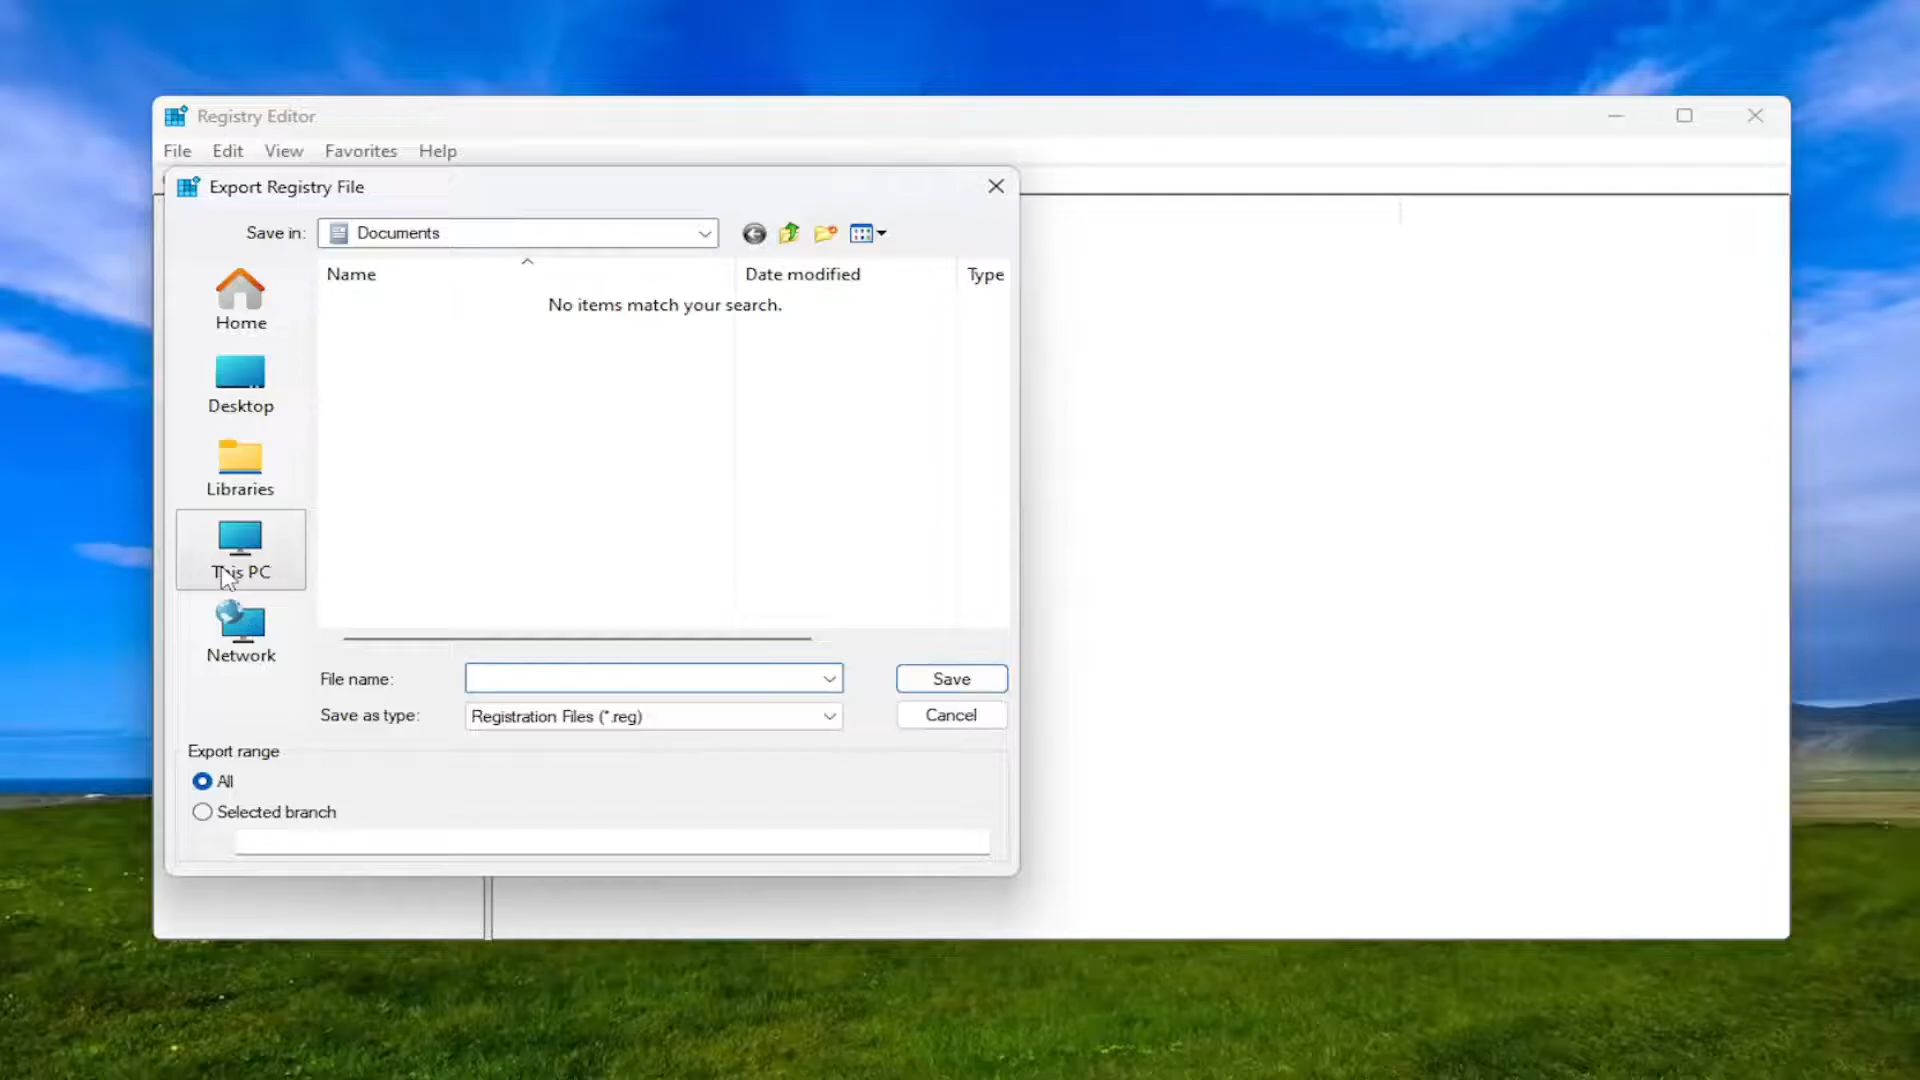 Registry Editor
File Edit View Favorites Help
Export Registry File
Save in: Documents
Name Date modified Type
No items match your search.
Home
Desktop
Libraries
This PC
Network
File name: Save
Save as type: Registration Files (*.reg) Cancel
Export range
All
Selected branch